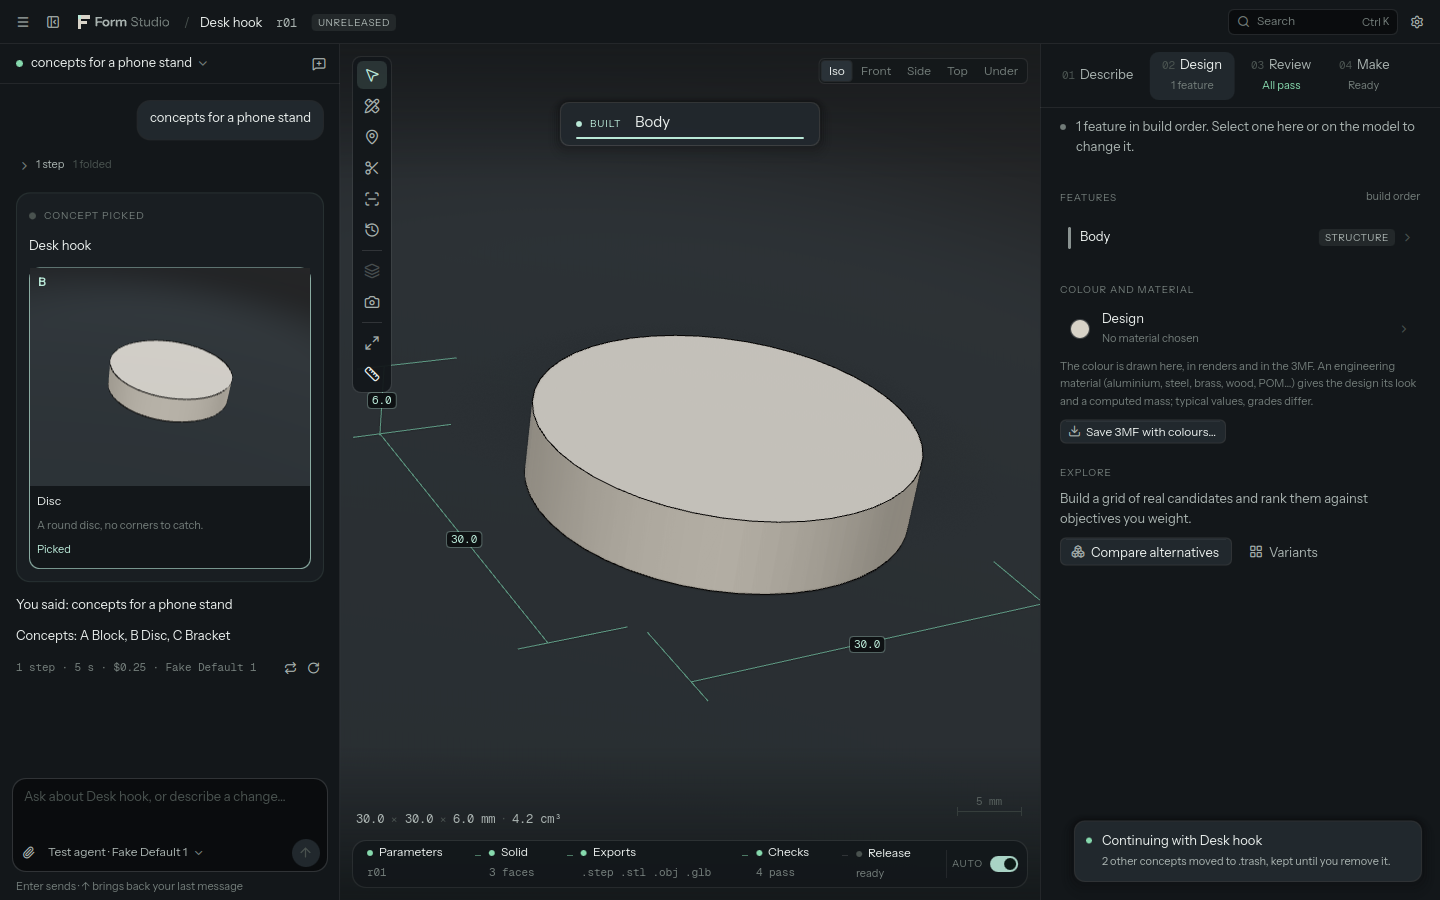 Form Studio / Desk hook r01 UNRELEASED
Search Ctrl K
concepts for a phone stand
concepts for a phone stand
1 step 1 folded
CONCEPT PICKED
Desk hook
B
Disc
A round disc, no corners to catch.
Picked
You said: concepts for a phone stand
Concepts: A Block, B Disc, C Bracket
1 step · 5 s · $0.25 · Fake Default 1
Ask about Desk hook, or describe a change...
Test agent · Fake Default 1
Enter sends · ↑ brings back your last message
Iso Front Side Top Under
BUILT Body
6.0
30.0
30.0
5 mm
30.0 × 30.0 × 6.0 mm · 4.2 cm³
Parameters Solid Exports Checks Release
r01 3 faces .step .stl .obj .glb 4 pass ready
AUTO
01 Describe 02 Design 03 Review 04 Make
1 feature All pass Ready
1 feature in build order. Select one here or on the model to
change it.
FEATURES build order
Body STRUCTURE
COLOUR AND MATERIAL
Design
No material chosen
The colour is drawn here, in renders and in the 3MF. An engineering
material (aluminium, steel, brass, wood, POM...) gives the design its look
and a computed mass; typical values, grades differ.
Save 3MF with colours...
EXPLORE
Build a grid of real candidates and rank them against
objectives you weight.
Compare alternatives Variants
Continuing with Desk hook
2 other concepts moved to .trash, kept until you remove it.